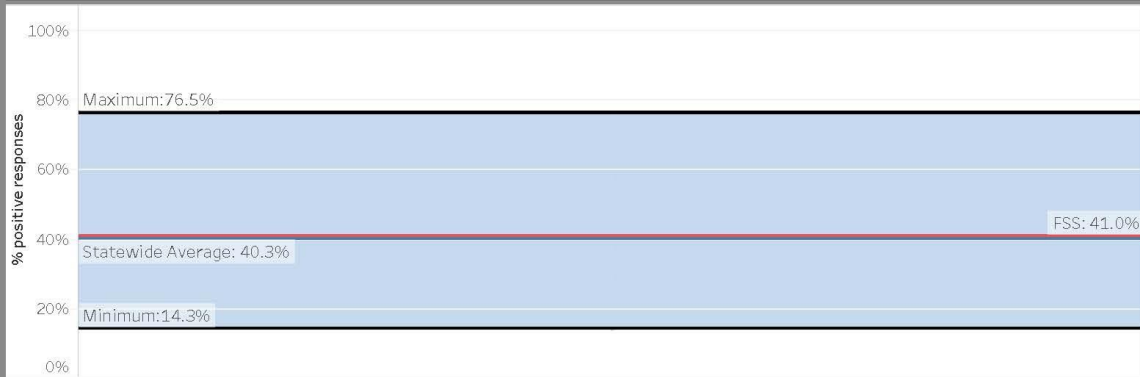 % positive responses
100%
80%
60%
40%
20%
0%
Maximum:76.5%
FSS: 41.0%
Statewide Average: 40.3%
Minimum:14.3%